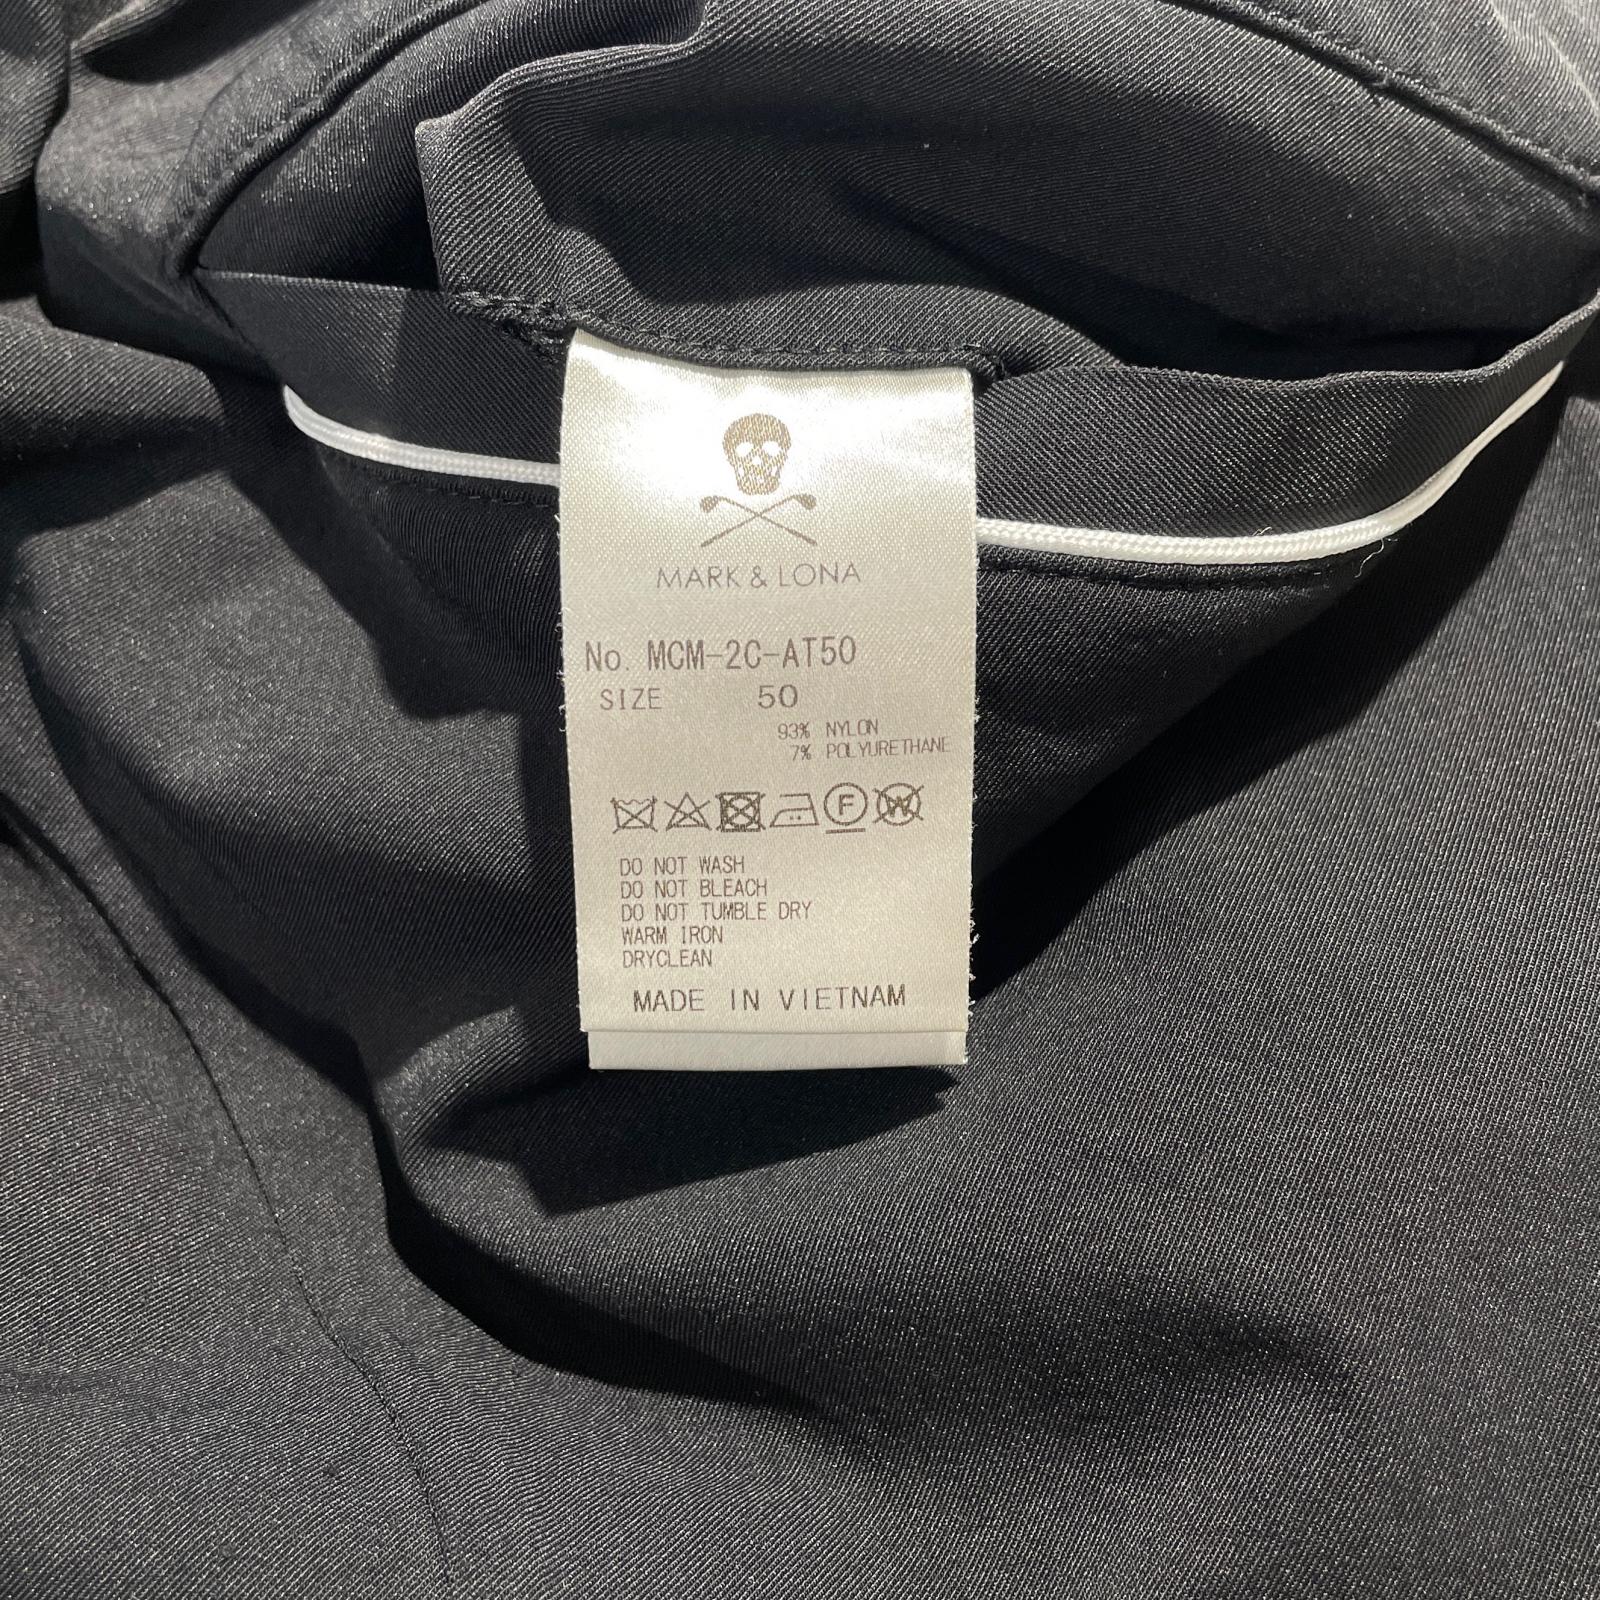 MARK & LONA
No. MCM-2C-AT50
SIZE 50
93% NYLON
7% POLYURETHANE
F W
DO NOT WASH
DO NOT BLEACH
DO NOT TUMBLE DRY
WARM IRON
DRYCLEAN
MADE IN VIETNAM